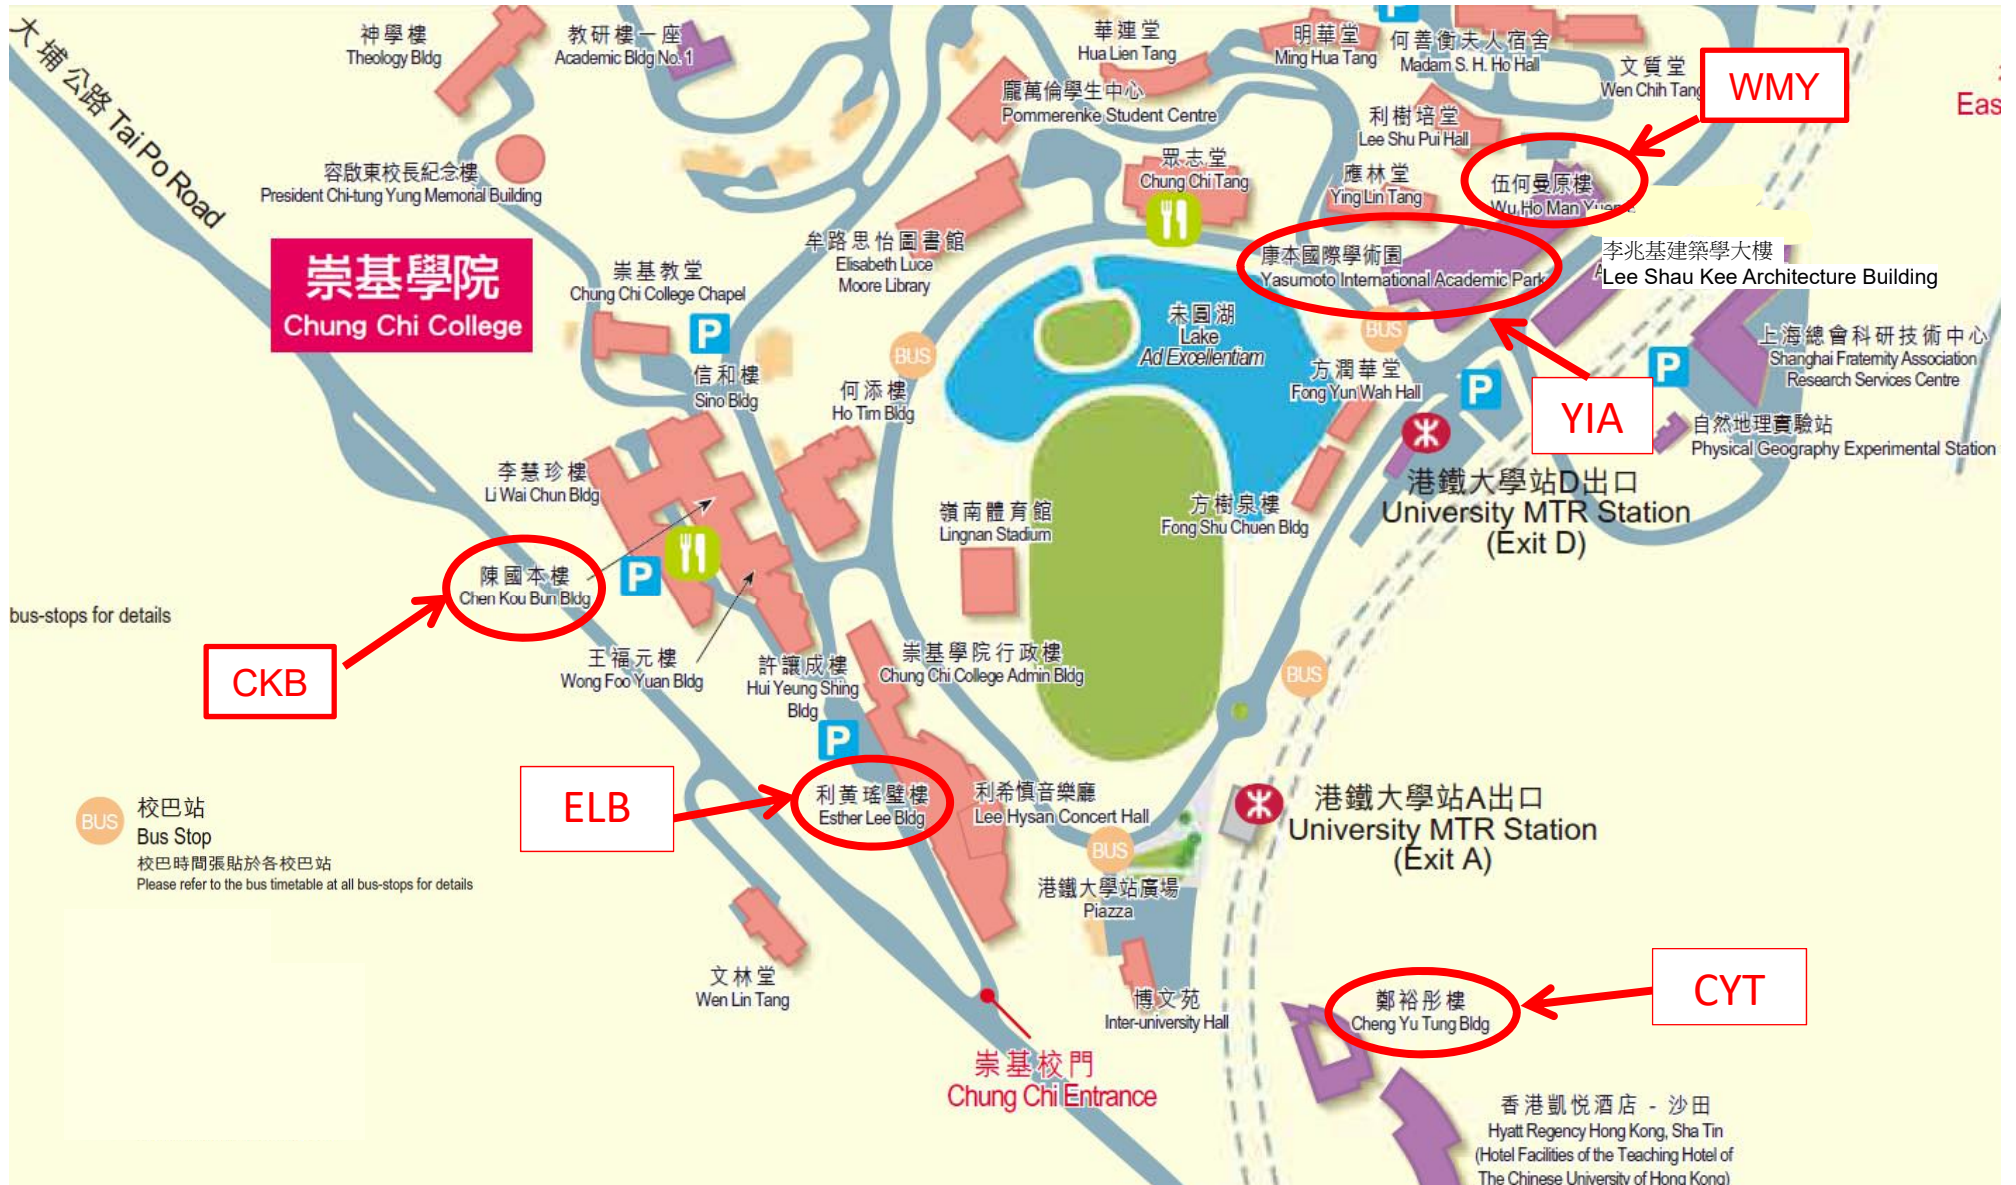 大埔公路 Tai Po Road
神學樓
Theology Bldg
教研樓一座
Academic Bldg No. 1
華連堂
Hua Lien Tang
明華堂
Ming Hua Tang
P
何善衡夫人宿舍
Madam S. H. Ho Hall
文質堂
Wen Chih Tang
WMY
龐萬倫學生中心
Pommerenke Student Centre
利樹培堂
Lee Shu Pui Hall
容啟東校長紀念樓
President Chi-tung Yung Memorial Building
眾志堂
Chung Chi Tang
應林堂
Ying Lin Tang
伍何曼原樓
Wu Ho Man Yuen
崇基學院
Chung Chi College
崇基教堂
Chung Chi College Chapel
牟路思怡圖書館
Elisabeth Luce
Moore Library
康本國際學術園
Yasumoto International Academic Park
李兆基建築學大樓
Lee Shau Kee Architecture Building
P
BUS
未圓湖
Lake
Ad Excellentiam
BUS
上海總會科研技術中心
Shanghai Fraternity Association
Research Services Centre
P
信和樓
Sino Bldg
何添樓
Ho Tim Bldg
方潤華堂
Fong Yun Wah Hall
P
YIA
自然地理實驗站
Physical Geography Experimental Station
李慧珍樓
Li Wai Chun Bldg
嶺南體育館
Lingnan Stadium
方樹泉樓
Fong Shu Chuen Bldg
港鐵大學站D出口
University MTR Station
(Exit D)
陳國本樓
Chen Kou Bun Bldg
P
bus-stops for details
CKB
王福元樓
Wong Foo Yuan Bldg
許讓成樓
Hui Yeung Shing
Bldg
崇基學院行政樓
Chung Chi College Admin Bldg
BUS
P
ELB
利黃瑤璧樓
Esther Lee Bldg
利希慎音樂廳
Lee Hysan Concert Hall
港鐵大學站A出口
University MTR Station
(Exit A)
BUS
校巴站
Bus Stop
校巴時間張貼於各校巴站
Please refer to the bus timetable at all bus-stops for details
BUS
港鐵大學站廣場
Piazza
文林堂
Wen Lin Tang
博文苑
Inter-university Hall
鄭裕彤樓
Cheng Yu Tung Bldg
CYT
崇基校門
Chung Chi Entrance
香港凱悅酒店 - 沙田
Hyatt Regency Hong Kong, Sha Tin
(Hotel Facilities of the Teaching Hotel of
The Chinese University of Hong Kong)